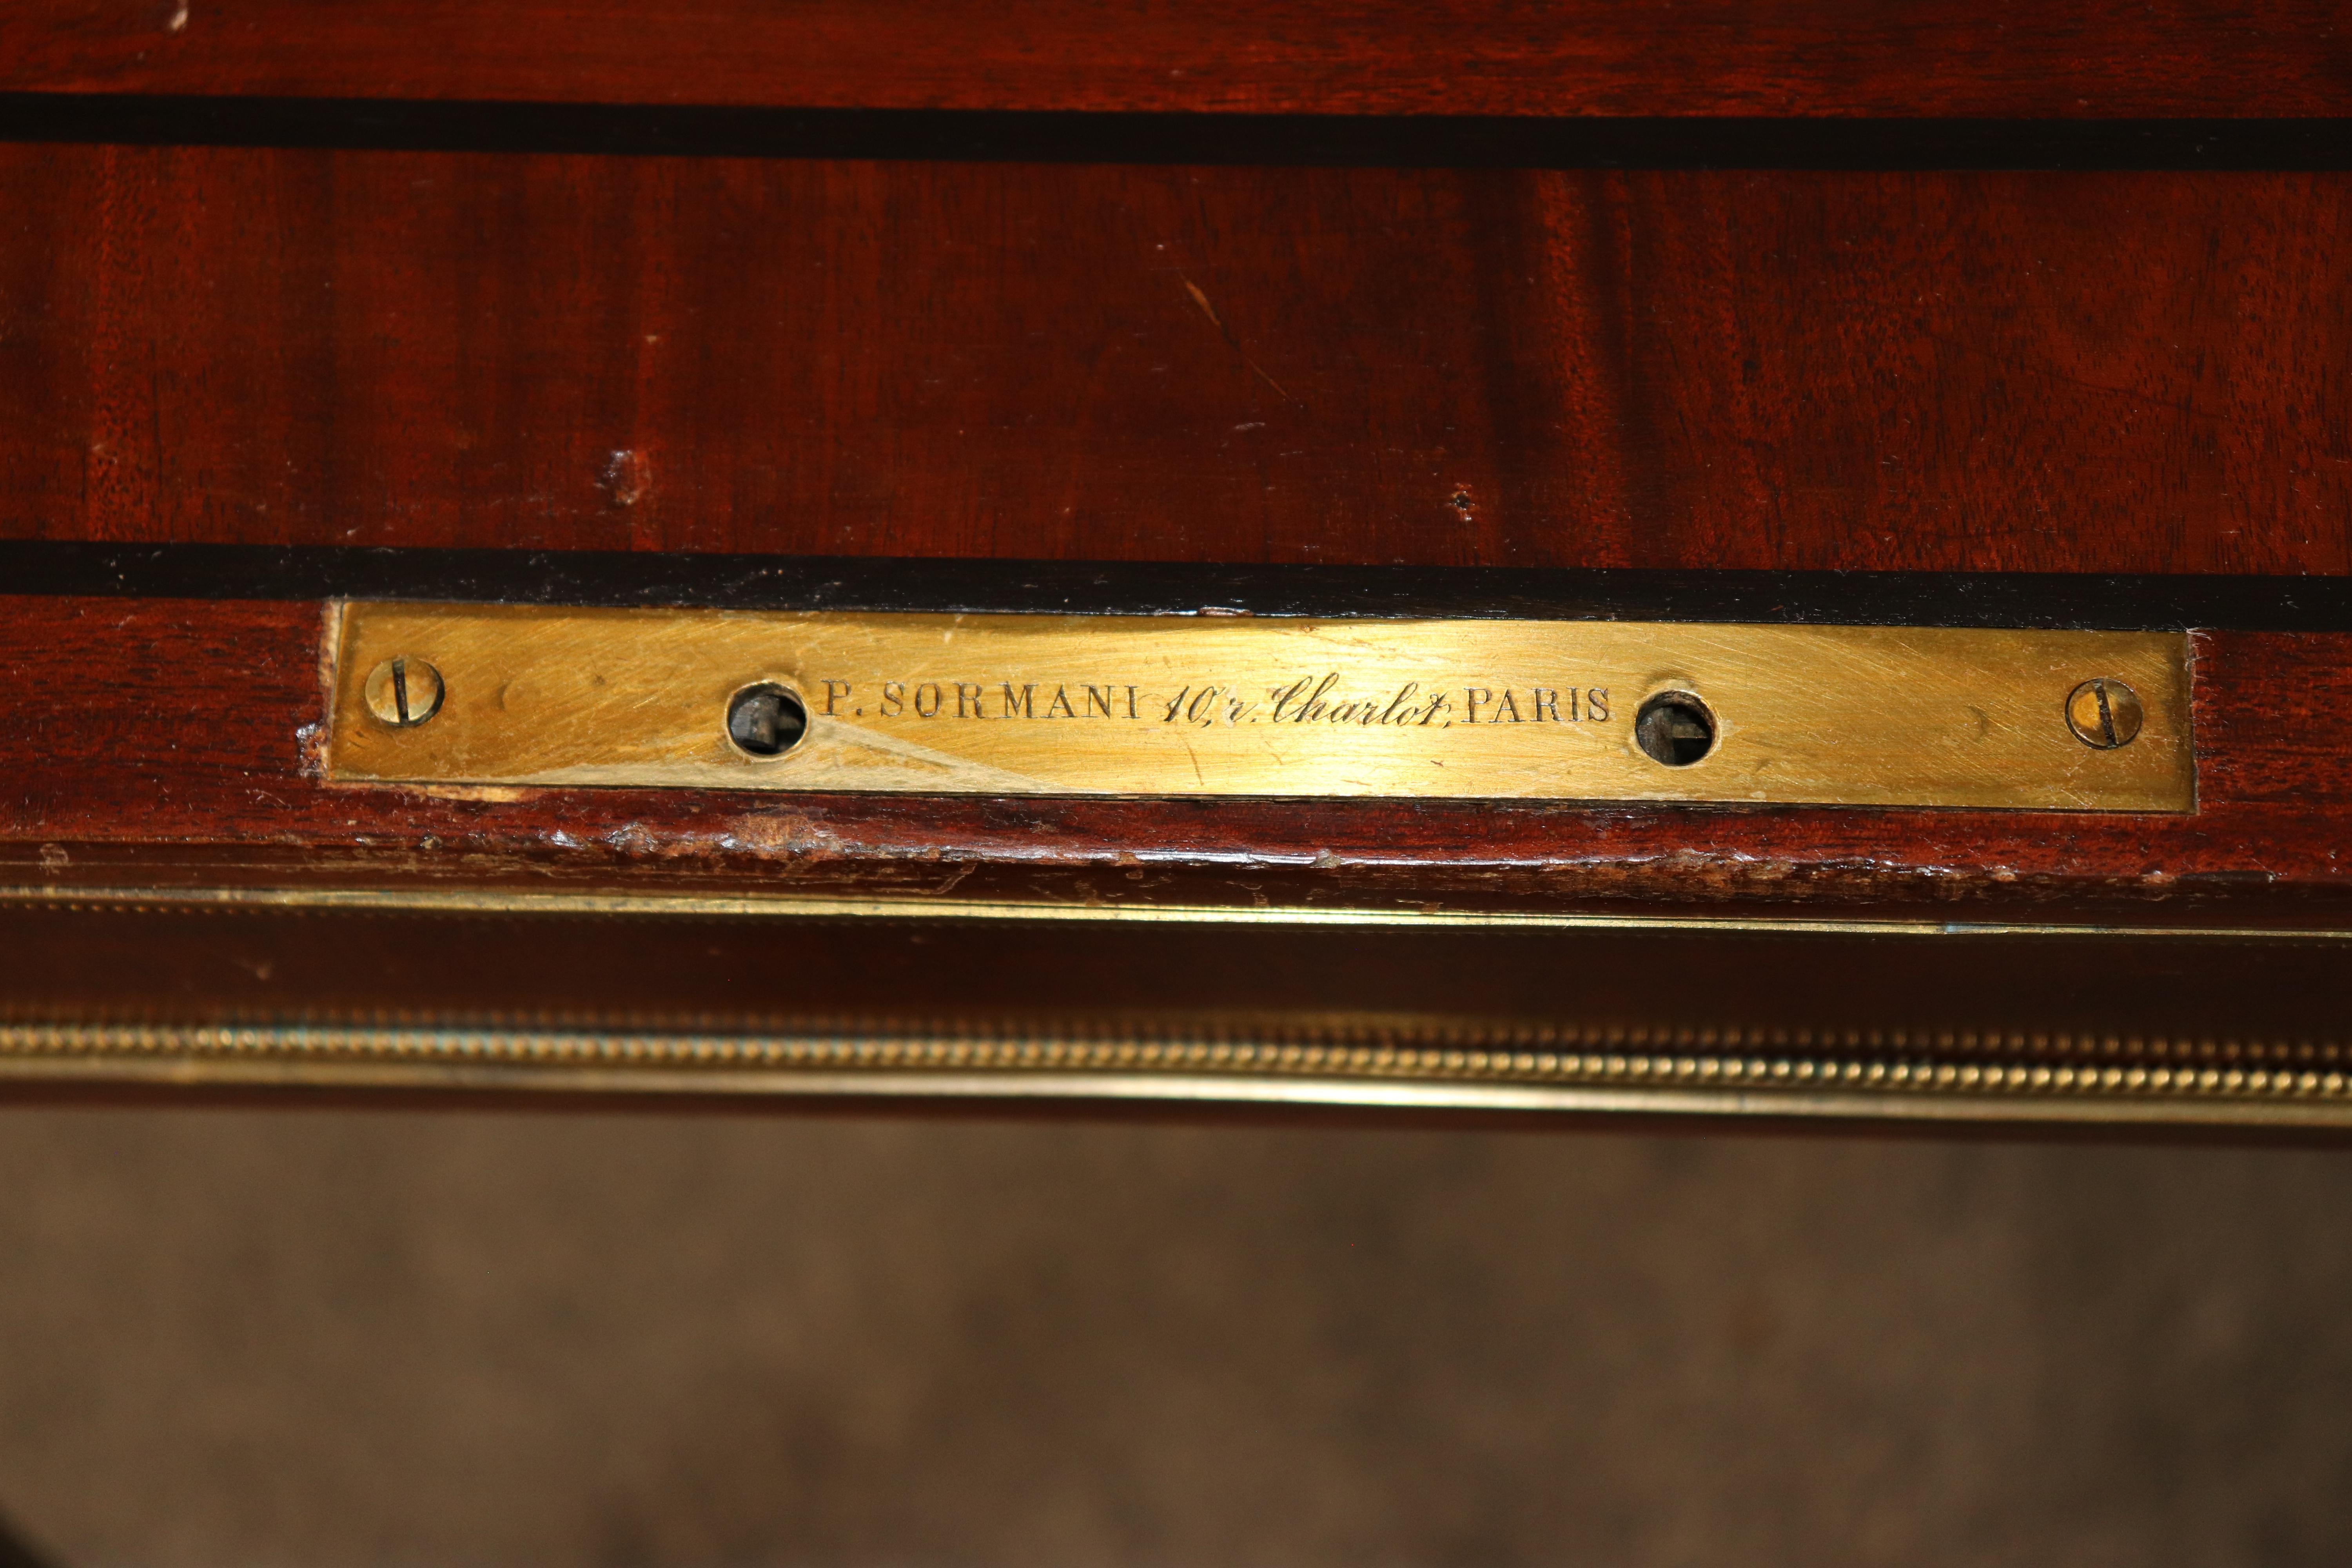 P. SORMANI 10, r. Charlot, PARIS